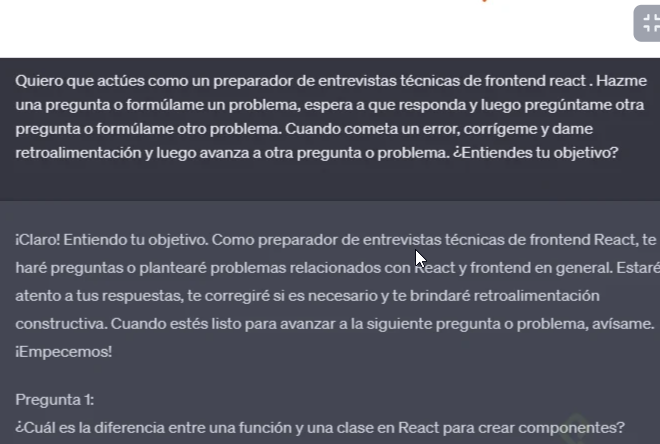 Quiero que actúes como un preparador de entrevistas técnicas de frontend react . Hazme
una pregunta o formúlame un problema, espera a que responda y luego pregúntame otra
pregunta o formúlame otro problema. Cuando cometa un error, corrígeme y dame
retroalimentación y luego avanza a otra pregunta o problema. ¿Entiendes tu objetivo?
¡Claro! Entiendo tu objetivo. Como preparador de entrevistas técnicas de frontend React, te
haré preguntas o plantearé problemas relacionados con React y frontend en general. Estaré
atento a tus respuestas, te corregiré si es necesario y te brindaré retroalimentación
constructiva. Cuando estés listo para avanzar a la siguiente pregunta o problema, avísame.
¡Empecemos!
Pregunta 1:
¿Cuál es la diferencia entre una función y una clase en React para crear componentes?